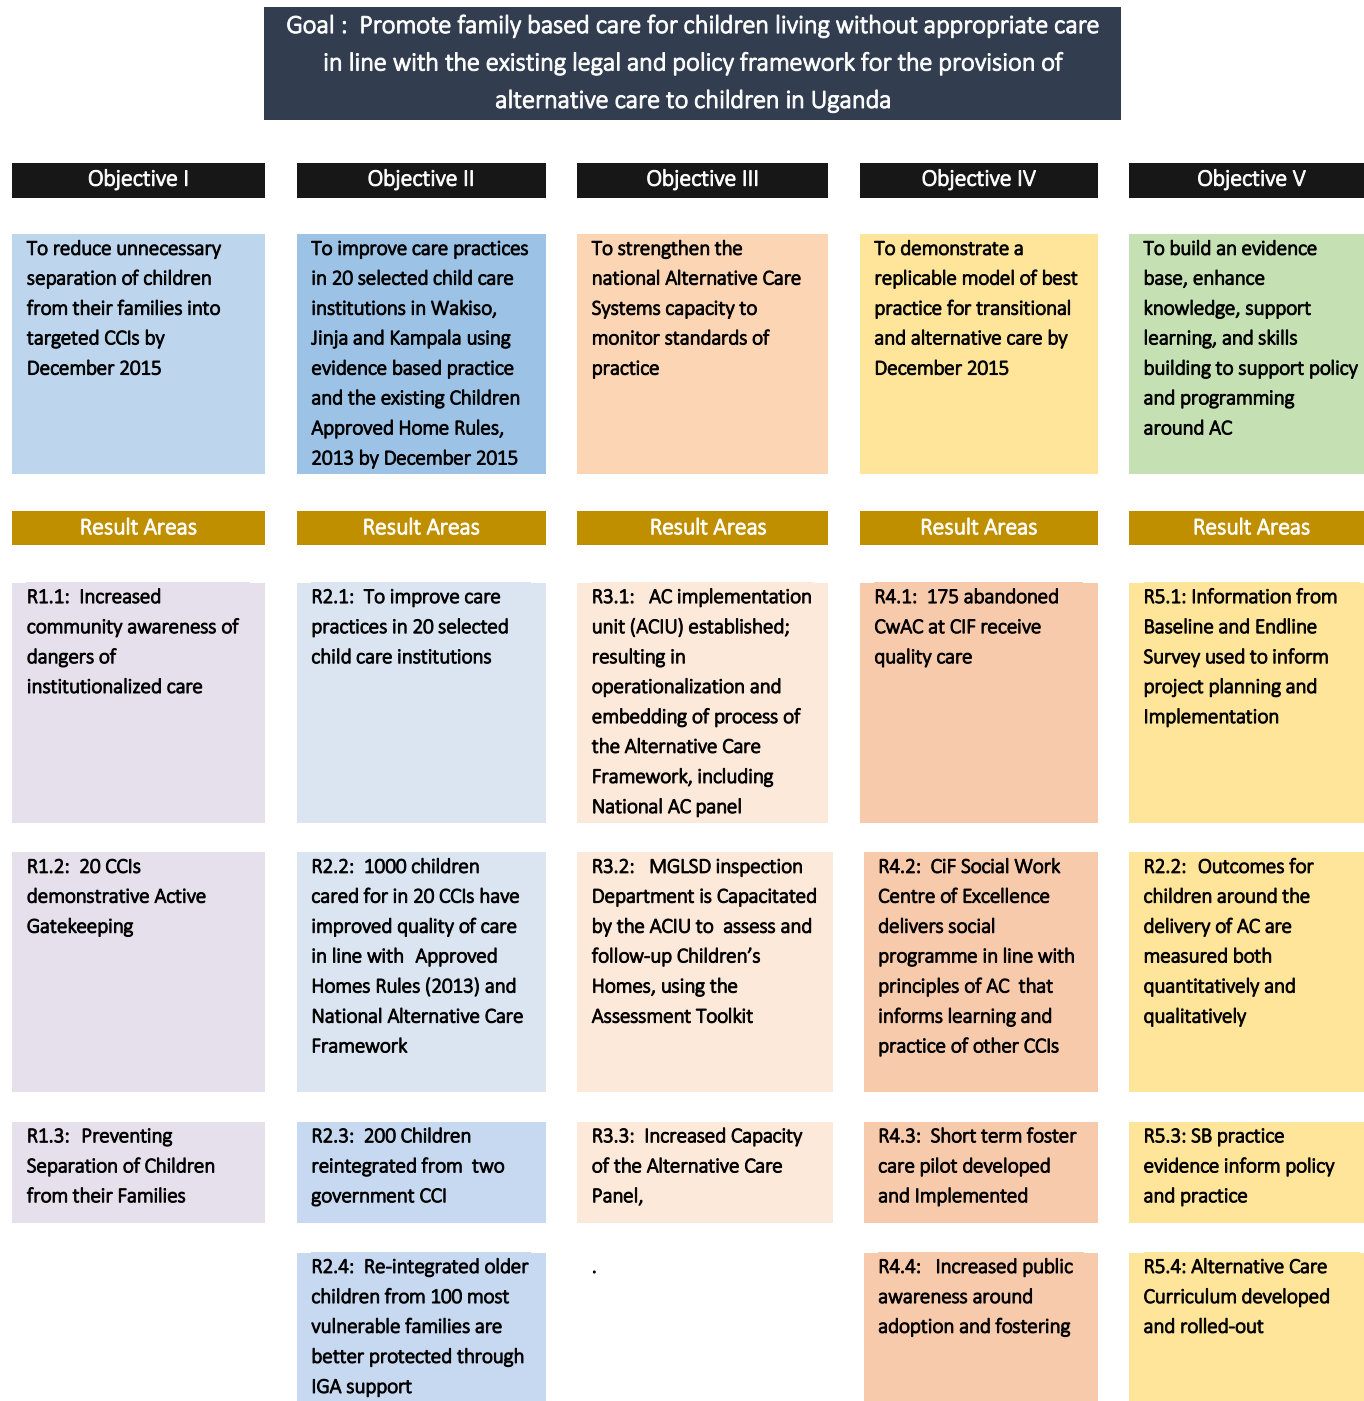 Goal : Promote family based care for children living without appropriate care
in line with the existing legal and policy framework for the provision of
alternative care to children in Uganda
Objective I
Objective II
Objective III
Objective IV
Objective V
To reduce unnecessary
separation of children
from their families into
targeted CCIs by
December 2015
To improve care practices
in 20 selected child care
institutions in Wakiso,
Jinja and Kampala using
evidence based practice
and the existing Children
Approved Home Rules,
2013 by December 2015
To strengthen the
national Alternative Care
Systems capacity to
monitor standards of
practice
To demonstrate a
replicable model of best
practice for transitional
and alternative care by
December 2015
To build an evidence
base, enhance
knowledge, support
learning, and skills
building to support policy
and programming
around AC
Result Areas
Result Areas
Result Areas
Result Areas
Result Areas
R1.1: Increased
community awareness of
dangers of
institutionalized care
R2.1: To improve care
practices in 20 selected
child care institutions
R3.1: AC implementation
unit (ACIU) established;
resulting in
operationalization and
embedding of process of
the Alternative Care
Framework, including
National AC panel
R4.1: 175 abandoned
CwAC at CIF receive
quality care
R5.1: Information from
Baseline and Endline
Survey used to inform
project planning and
Implementation
R1.2: 20 CCIs
demonstrative Active
Gatekeeping
R2.2: 1000 children
cared for in 20 CCIs have
improved quality of care
in line with Approved
Homes Rules (2013) and
National Alternative Care
Framework
R3.2: MGLSD inspection
Department is Capacitated
by the ACIU to assess and
follow-up Children’s
Homes, using the
Assessment Toolkit
R4.2: CiF Social Work
Centre of Excellence
delivers social
programme in line with
principles of AC that
informs learning and
practice of other CCIs
R2.2: Outcomes for
children around the
delivery of AC are
measured both
quantitatively and
qualitatively
R1.3: Preventing
Separation of Children
from their Families
R2.3: 200 Children
reintegrated from two
government CCI
R3.3: Increased Capacity
of the Alternative Care
Panel,
R4.3: Short term foster
care pilot developed
and Implemented
R5.3: SB practice
evidence inform policy
and practice
R2.4: Re-integrated older
children from 100 most
vulnerable families are
better protected through
IGA support
.
R4.4: Increased public
awareness around
adoption and fostering
R5.4: Alternative Care
Curriculum developed
and rolled-out